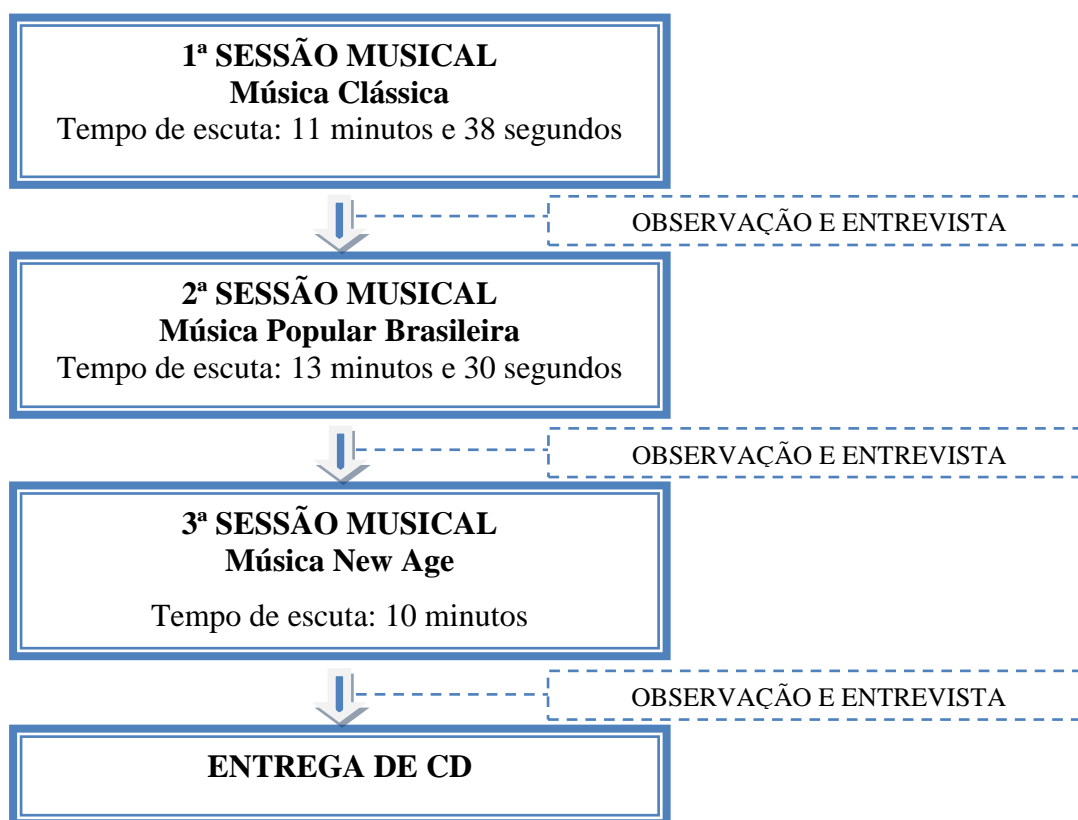 1ª SESSÃO MUSICAL
Música Clássica
Tempo de escuta: 11 minutos e 38 segundos
OBSERVAÇÃO E ENTREVISTA
2ª SESSÃO MUSICAL
Música Popular Brasileira
Tempo de escuta: 13 minutos e 30 segundos
OBSERVAÇÃO E ENTREVISTA
3ª SESSÃO MUSICAL
Música New Age
Tempo de escuta: 10 minutos
OBSERVAÇÃO E ENTREVISTA
ENTREGA DE CD